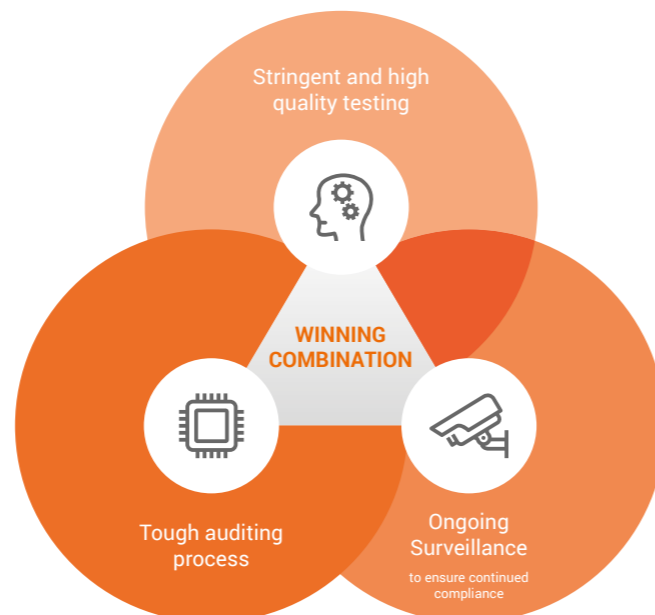 Stringent and high
quality testing
WINNING
COMBINATION
Tough auditing
process
Ongoing
Surveillance
to ensure continued
compliance